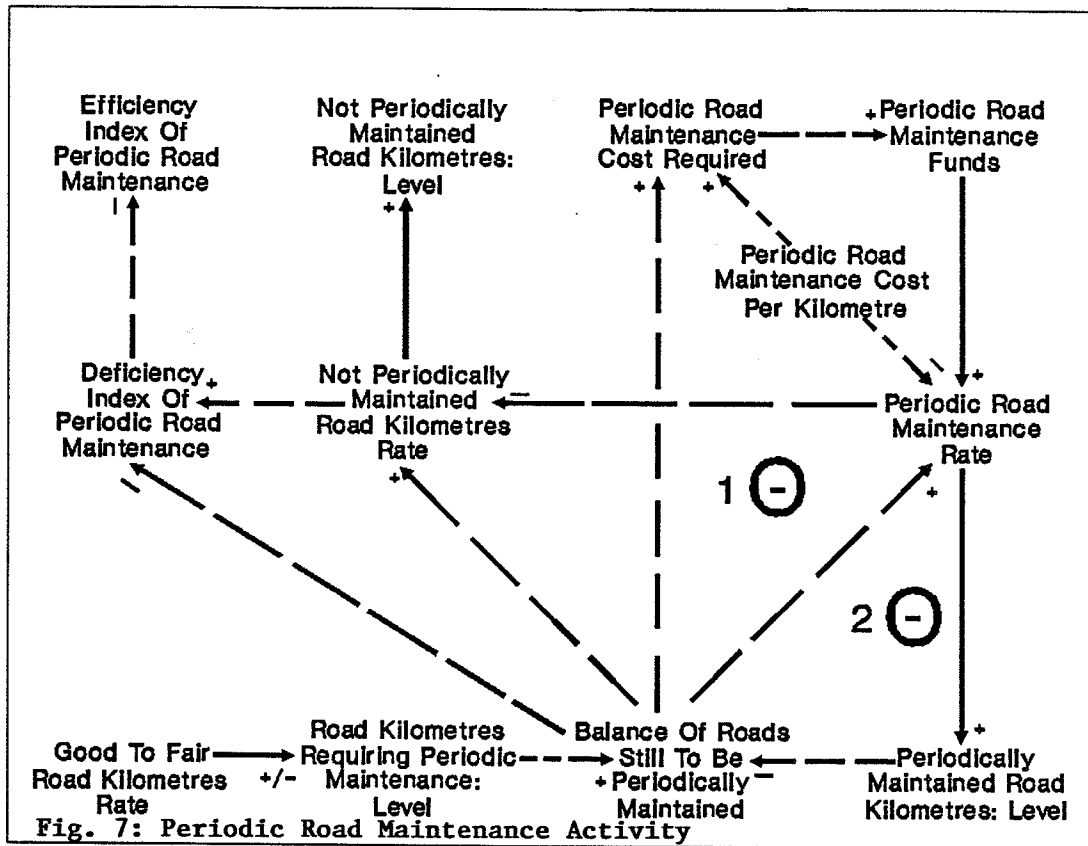 Efficiency
Index Of
Periodic Road
Maintenance
Not Periodically
Maintained
Road Kilometres:
Level
Periodic Road
Maintenance
Cost Required
Periodic Road
Maintenance
Funds
Periodic Road
Maintenance Cost
Per Kilometre
Deficiency
Index Of
Periodic Road
Maintenance
Not Periodically
Maintained
Road Kilometres
Rate
Periodic Road
Maintenance
Rate
1 -
2 -
Good To Fair
Road Kilometres
Rate
+/-
Road Kilometres
Requiring Periodic
Maintenance:
Level
Balance Of Roads
Still To Be
Periodically
Maintained
Periodically
Maintained Road
Kilometres: Level
Fig. 7: Periodic Road Maintenance Activity